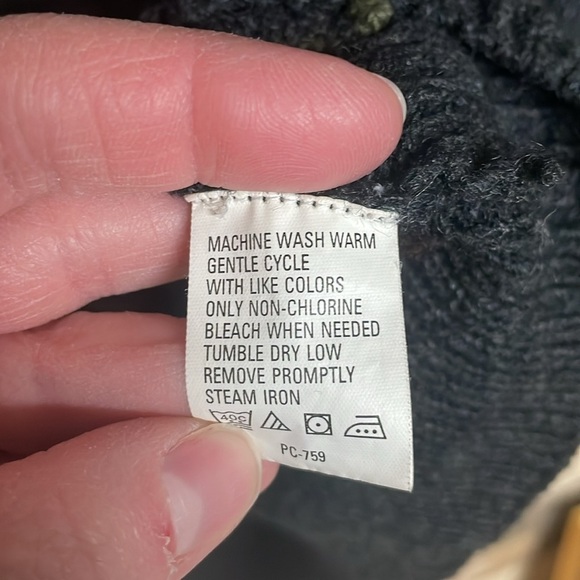 MACHINE WASH WARM
GENTLE CYCLE
WITH LIKE COLORS
ONLY NON-CHLORINE
BLEACH WHEN NEEDED
TUMBLE DRY LOW
REMOVE PROMPTLY
STEAM IRON
40C
PC-759